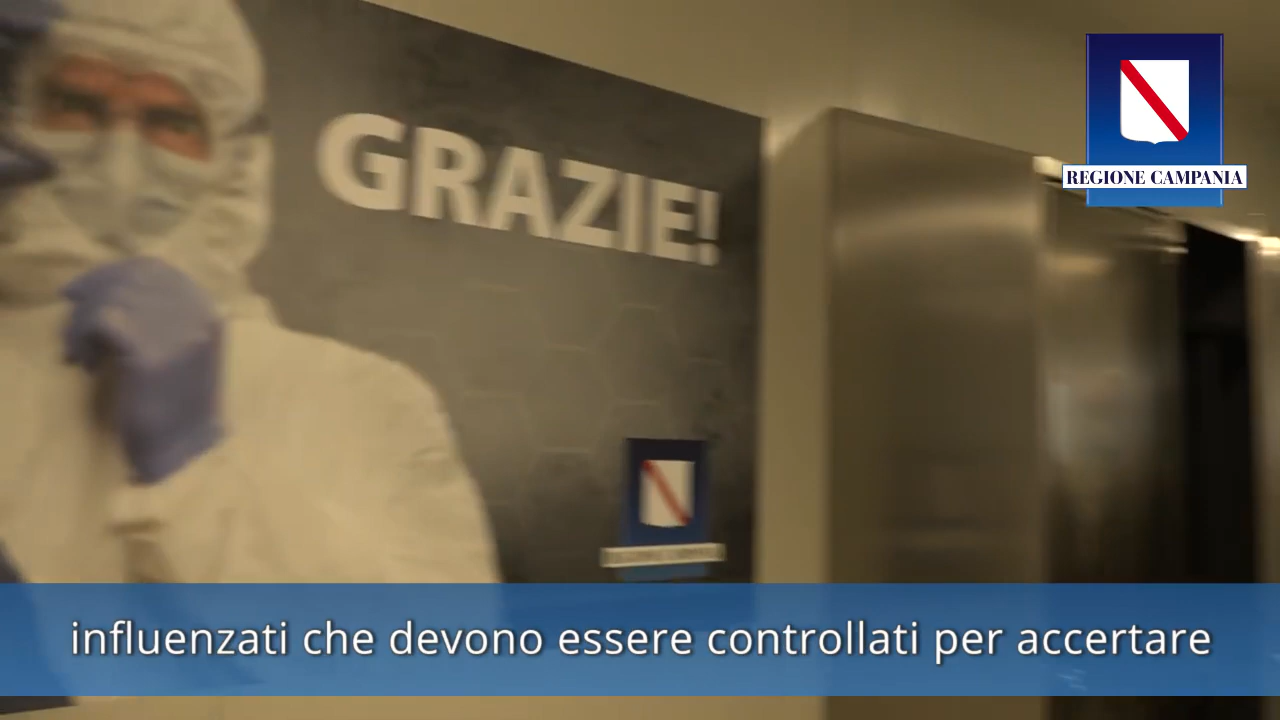 GRAZIE!
REGIONE CAMPANIA
influenzati che devono essere controllati per accertare